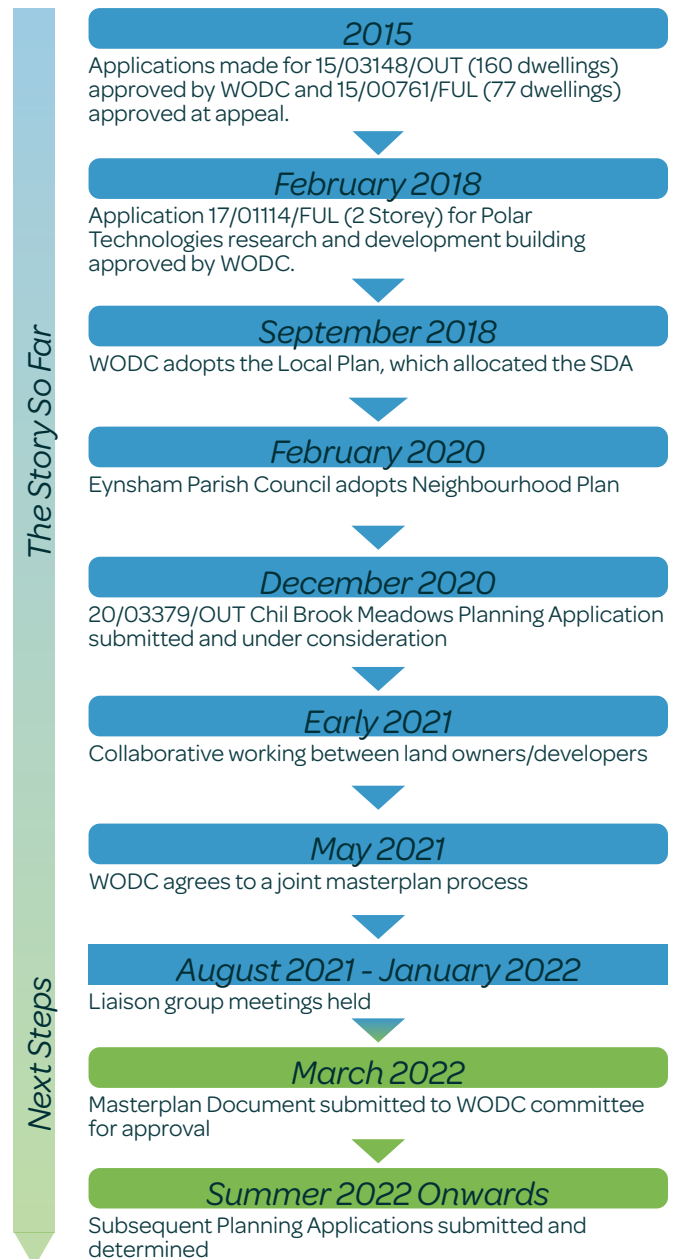 2015
Applications made for 15/03148/OUT (160 dwellings)
approved by WODC and 15/00761/FUL (77 dwellings)
approved at appeal.
February 2018
Application 17/01114/FUL (2 Storey) for Polar
Technologies research and development building
approved by WODC.
September 2018
WODC adopts the Local Plan, which allocated the SDA
February 2020
Eynsham Parish Council adopts Neighbourhood Plan
December 2020
20/03379/OUT Chil Brook Meadows Planning Application
submitted and under consideration
Early 2021
Collaborative working between land owners/developers
May 2021
WODC agrees to a joint masterplan process
August 2021 - January 2022
Liaison group meetings held
March 2022
Masterplan Document submitted to WODC committee
for approval
Summer 2022 Onwards
Subsequent Planning Applications submitted and
determined
The Story So Far
Next Steps